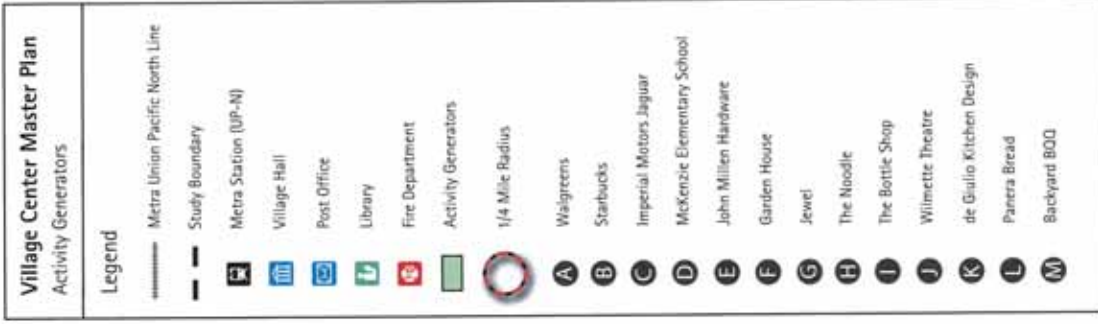 Village Center Master Plan
Activity Generators
Legend
Metra Union Pacific North Line
Study Boundary
Metra Station (UP-N)
Village Hall
Post Office
Library
Fire Department
Activity Generators
1/4 Mile Radius
A Walgreens
B Starbucks
C Imperial Motors Jaguar
D McKenzie Elementary School
E John Millen Hardware
F Garden House
G Jewel
H The Noodle
I The Bottle Shop
J Wilmette Theatre
K de Giulio Kitchen Design
L Panera Bread
M Backyard BQQ